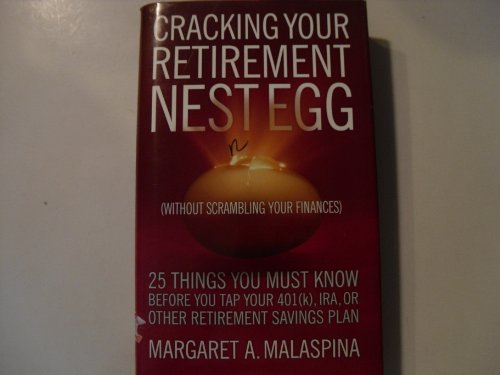 CRACKING YOUR
RETIREMENT
NEST EGG
(WITHOUT SCRAMBLING YOUR FINANCES)
25 THINGS YOU MUST KNOW
BEFORE YOU TAP YOUR 401(k), IRA, OR
OTHER RETIREMENT SAVINGS PLAN
MARGARET A. MALASPINA